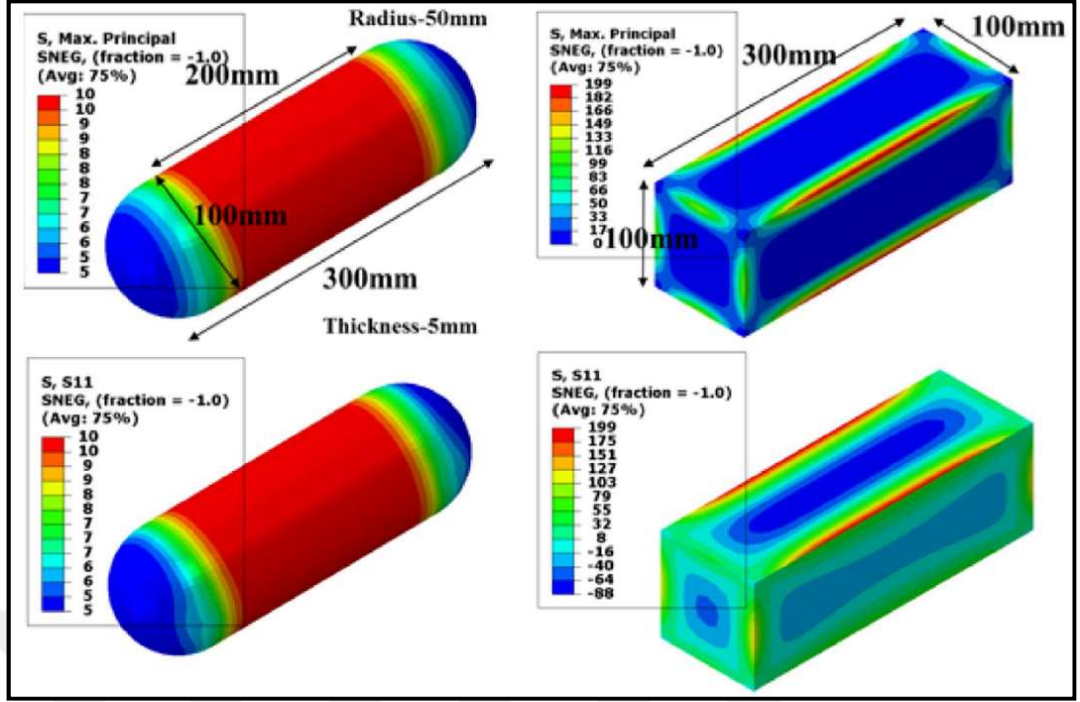 S, Max. Principal
SNEG, (fraction = -1.0)
(Avg: 75%)
10
10
9
9
8
8
7
7
6
6
5
5
Radius-50mm
200mm
100mm
300mm
Thickness-5mm
S, Max. Principal
SNEG, (fraction = -1.0)
(Avg: 75%)
199
182
166
149
133
116
99
83
66
50
33
17
0
300mm
100mm
100mm
S, S11
SNEG, (fraction = -1.0)
(Avg: 75%)
10
10
9
9
8
8
7
7
7
6
6
5
5
S, S11
SNEG, (fraction = -1.0)
(Avg: 75%)
199
175
151
127
103
79
55
32
8
-16
-40
-64
-88